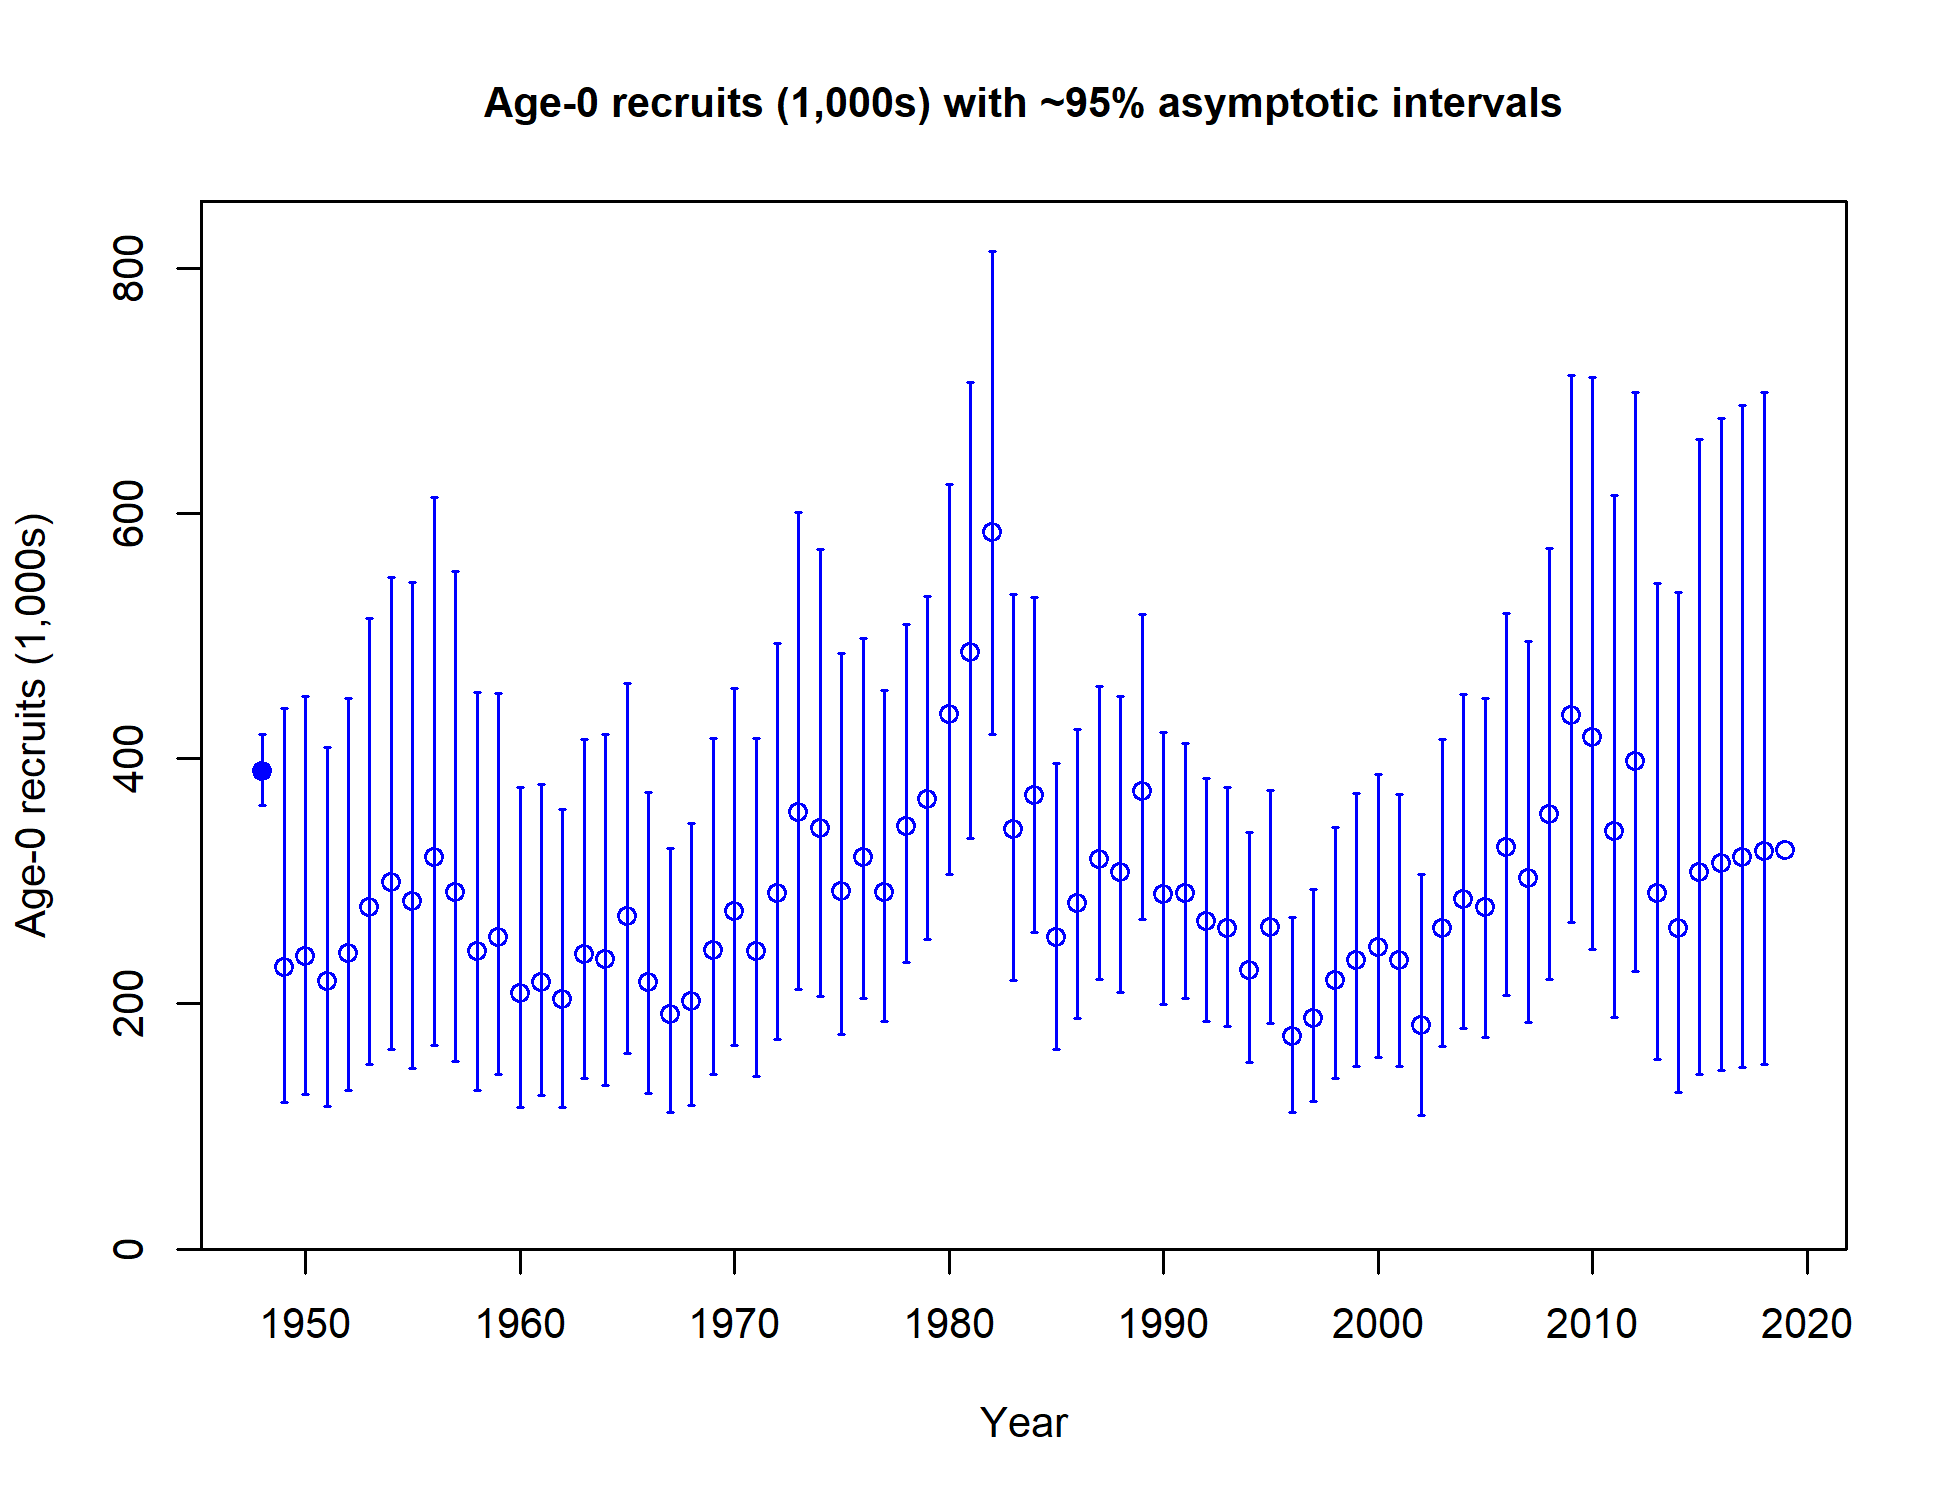 Age-0 recruits (1,000s) with ~95% asymptotic intervals
Age-0 recruits (1,000s)
800
600
400
200
0
1950 1960 1970 1980 1990 2000 2010 2020
Year